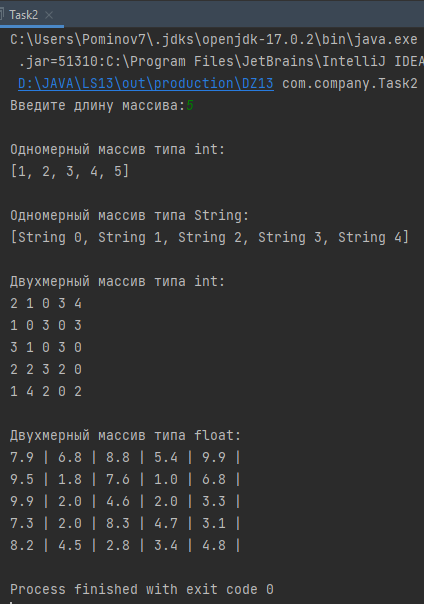 Task2
C:\Users\Pominov7\.jdks\openjdk-17.0.2\bin\java.exe
.jar=51310:C:\Program Files\JetBrains\IntelliJ IDEA
D:\JAVA\LS13\out\production\DZ13 com.company.Task2
Введите длину массива:5
Одномерный массив типа int:
[1, 2, 3, 4, 5]
Одномерный массив типа String:
[String 0, String 1, String 2, String 3, String 4]
Двухмерный массив типа int:
2 1 0 3 4
1 0 3 0 3
3 1 0 3 0
2 2 3 2 0
1 4 2 0 2
Двухмерный массив типа float:
7.9 | 6.8 | 8.8 | 5.4 | 9.9 |
9.5 | 1.8 | 7.6 | 1.0 | 6.8 |
9.9 | 2.0 | 4.6 | 2.0 | 3.3 |
7.3 | 2.0 | 8.3 | 4.7 | 3.1 |
8.2 | 4.5 | 2.8 | 3.4 | 4.8 |
Process finished with exit code 0